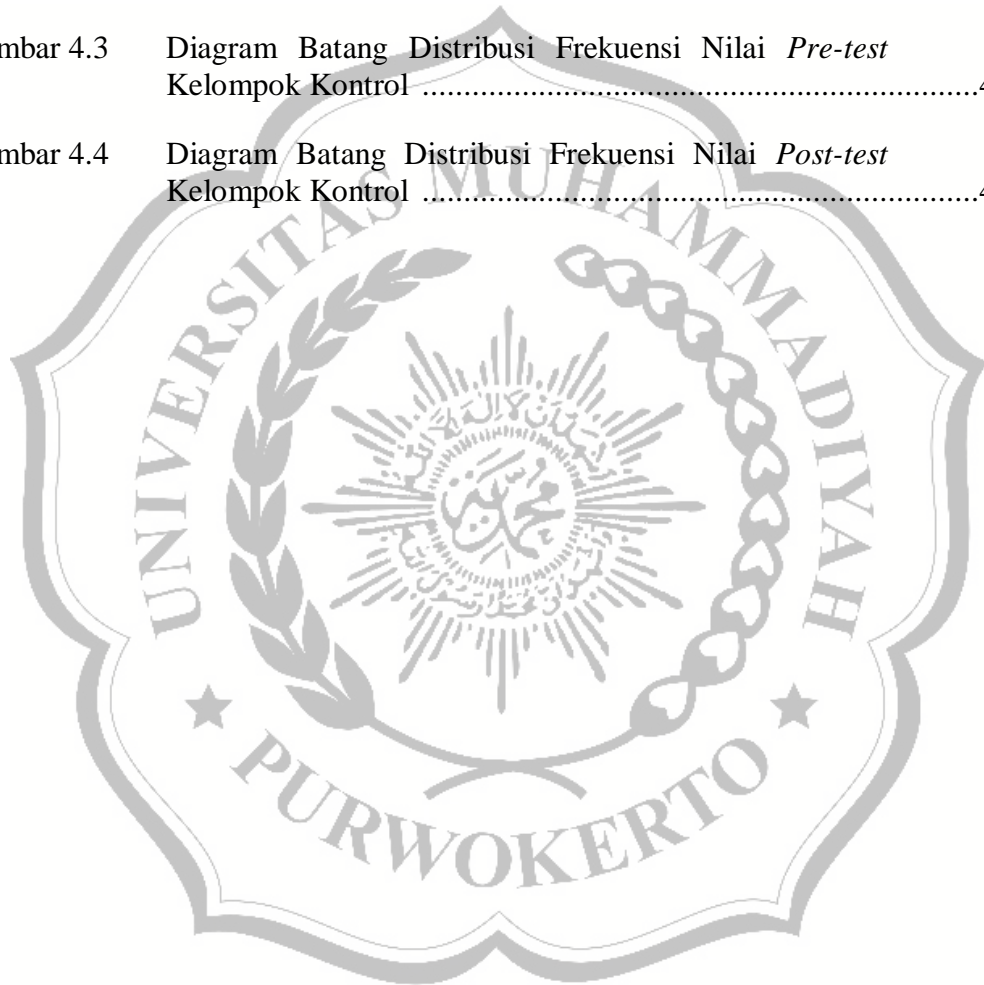 mbar 4.3 Diagram Batang Distribusi Frekuensi Nilai Pre-test
Kelompok Kontrol ..................................................................4
mbar 4.4 Diagram Batang Distribusi Frekuensi Nilai Post-test
Kelompok Kontrol ..................................................................4
UNIVERSITAS MUHAMMADIYAH
PURWOKERTO
محمد